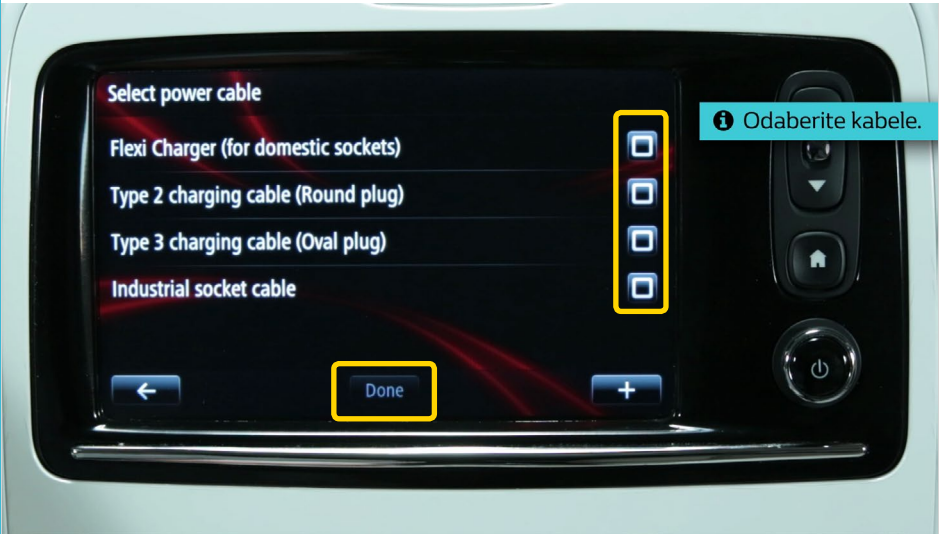 Select power cable
Odaberite kabele.
Flexi Charger (for domestic sockets)
Type 2 charging cable (Round plug)
Type 3 charging cable (Oval plug)
Industrial socket cable
Done